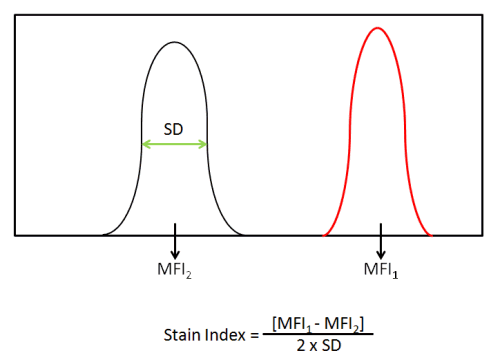 SD
MFI₂
MFI₁
Stain Index = [MFI₁ - MFI₂]
2 x SD